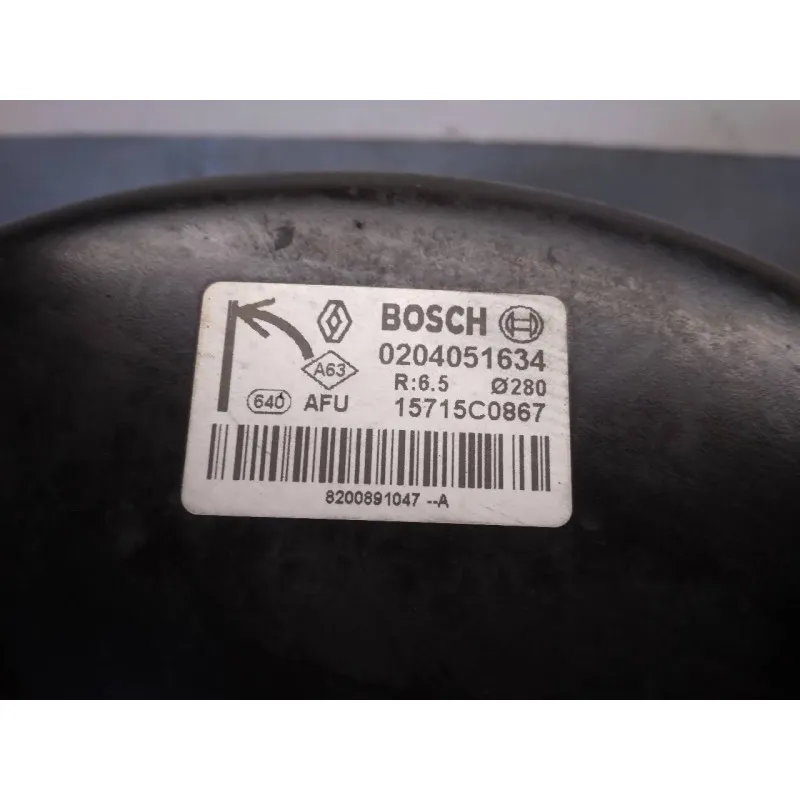 BOSCH
0204051634
A63
R:6.5 Ø280
640 AFU 15715C0867
8200891047 --A